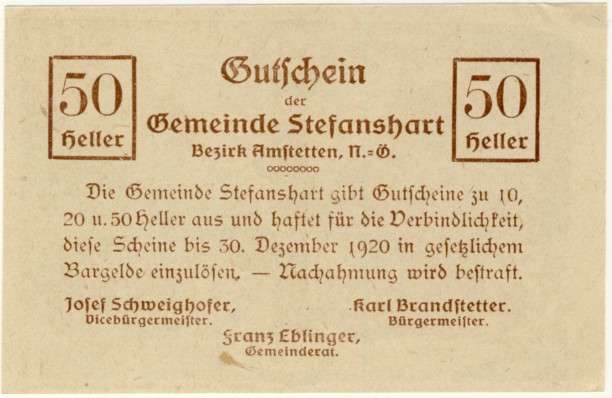 50
Heller
Gutschein
der
Gemeinde Stefanshart
Bezirk Amstetten, N.=Ö.
50
Heller
Die Gemeinde Stefanshart gibt Gutscheine zu 10,
20 u. 50 Heller aus und haftet für die Verbindlichkeit,
diese Scheine bis 30. Dezember 1920 in gesetzlichem
Bargelde einzulösen. — Nachahmung wird bestraft.
Josef Schweighofer,
Vicebürgermeister.
Karl Brandstetter.
Bürgermeister.
Franz Eblinger,
Gemeinderat.